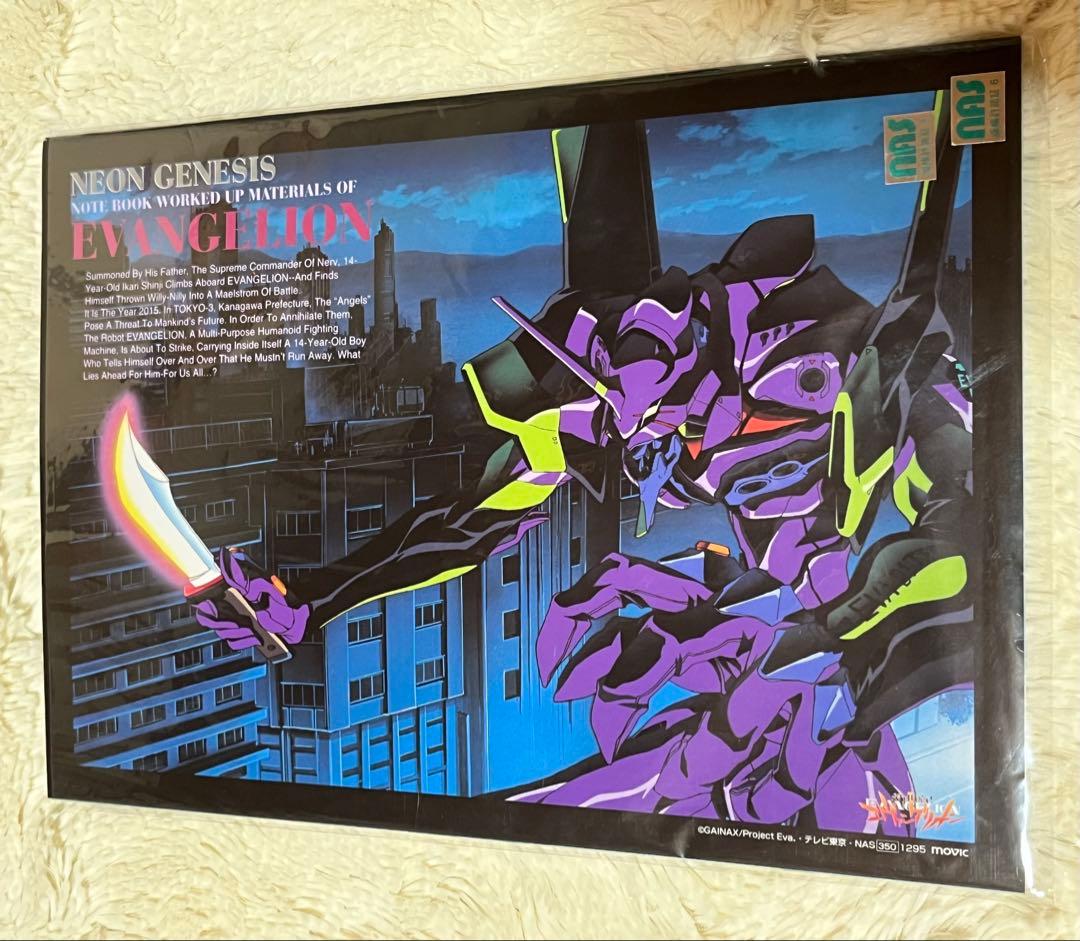 NEON GENESIS
NOTE BOOK WORKED UP MATERIALS OF
EVANGELION
Summoned By His Father, The Supreme Commander Of Nerv, 14-
Year-Old Ikari Shinji Climbs Aboard EVANGELION--And Finds
Himself Thrown Willy-Nilly Into A Maelstrom Of Battle.
It Is The Year 2015. In TOKYO-3, Kanagawa Prefecture, The "Angels"
Pose A Threat To Mankind's Future. In Order To Annihilate Them,
The Robot EVANGELION, A Multi-Purpose Humanoid Fighting
Machine, Is About To Strike, Carrying Inside Itself A 14-Year-Old Boy
Who Tells Himself Over And Over That He Mustn't Run Away. What
Lies Ahead For Him-For Us All...?
NAS
NAS
©GAINAX/Project Eva.・テレビ東京・NAS 350 1295 movic